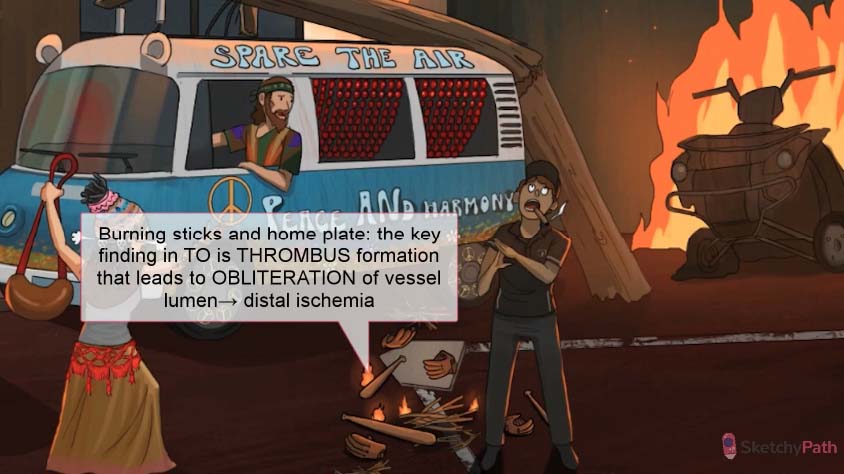 SPARE THE AIR
PEACE AND HARMONY
Burning sticks and home plate: the key
finding in TO is THROMBUS formation
that leads to OBLITERATION of vessel
lumen→ distal ischemia
SketchyPath